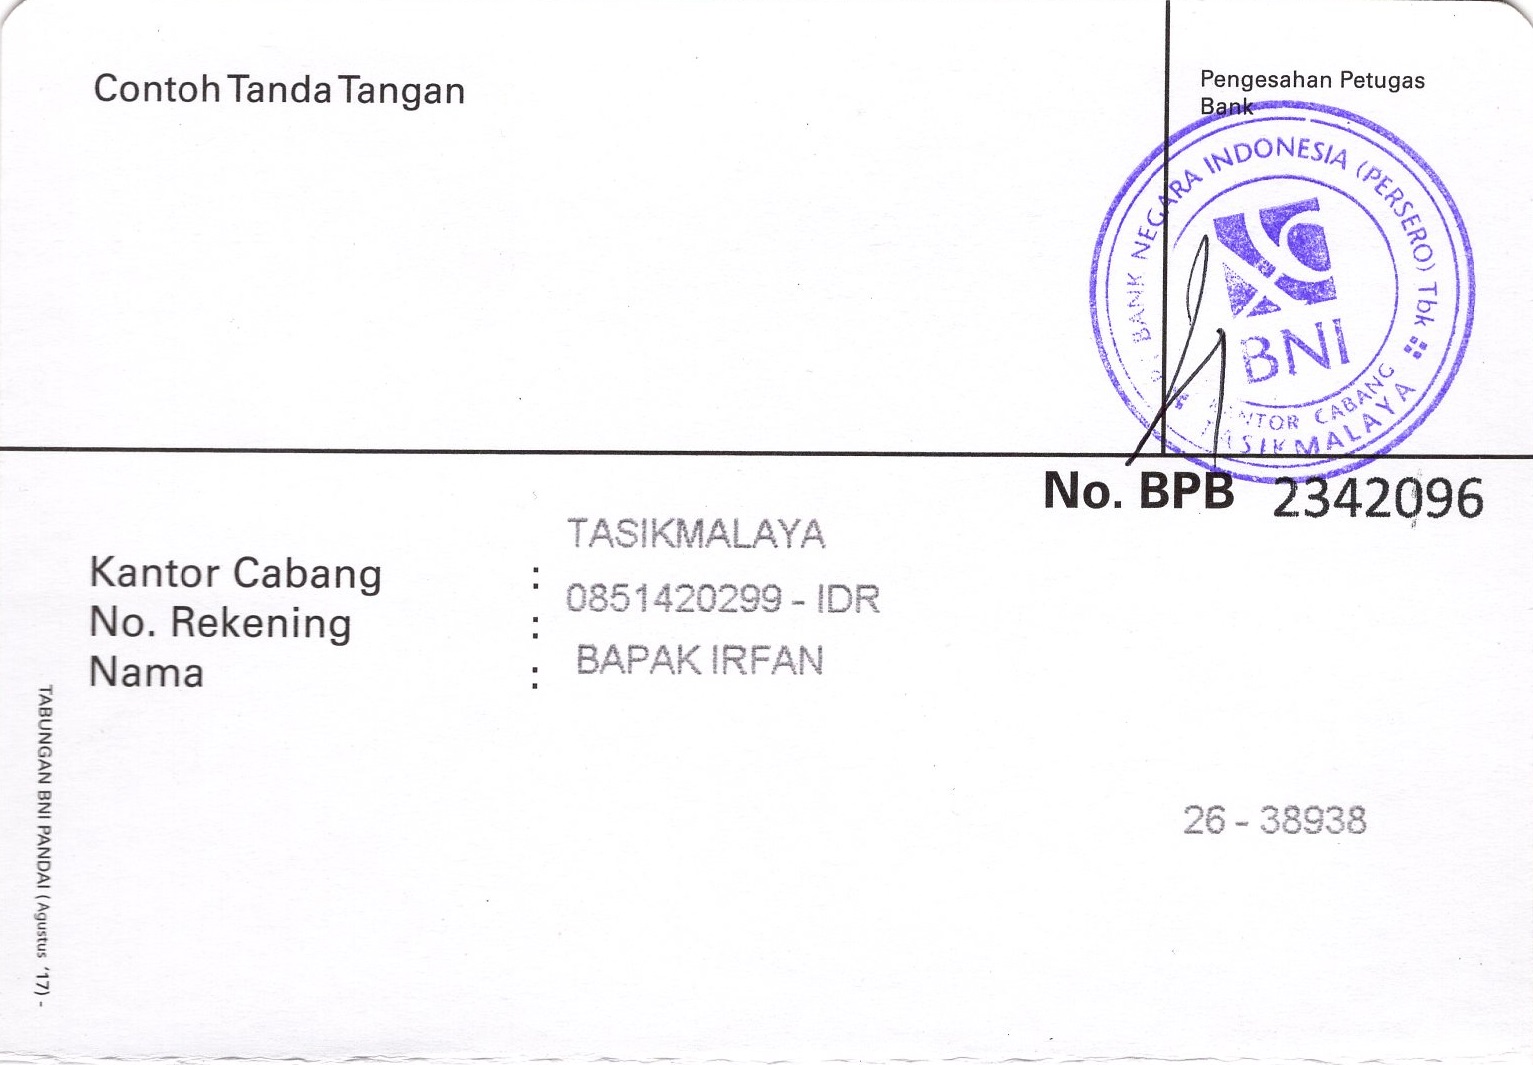 Contoh Tanda Tangan
Pengesahan Petugas
Bank
BANK NEGARA INDONESIA (PERSERO) Tbk
BNI
KANTOR CABANG
TASIKMALAYA
No. BPB 2342096
TASIKMALAYA
Kantor Cabang :
0851420299 - IDR
No. Rekening :
BAPAK IRFAN
Nama :
26 - 38938
TABUNGAN BNI PANDAI (Agustus '17) -